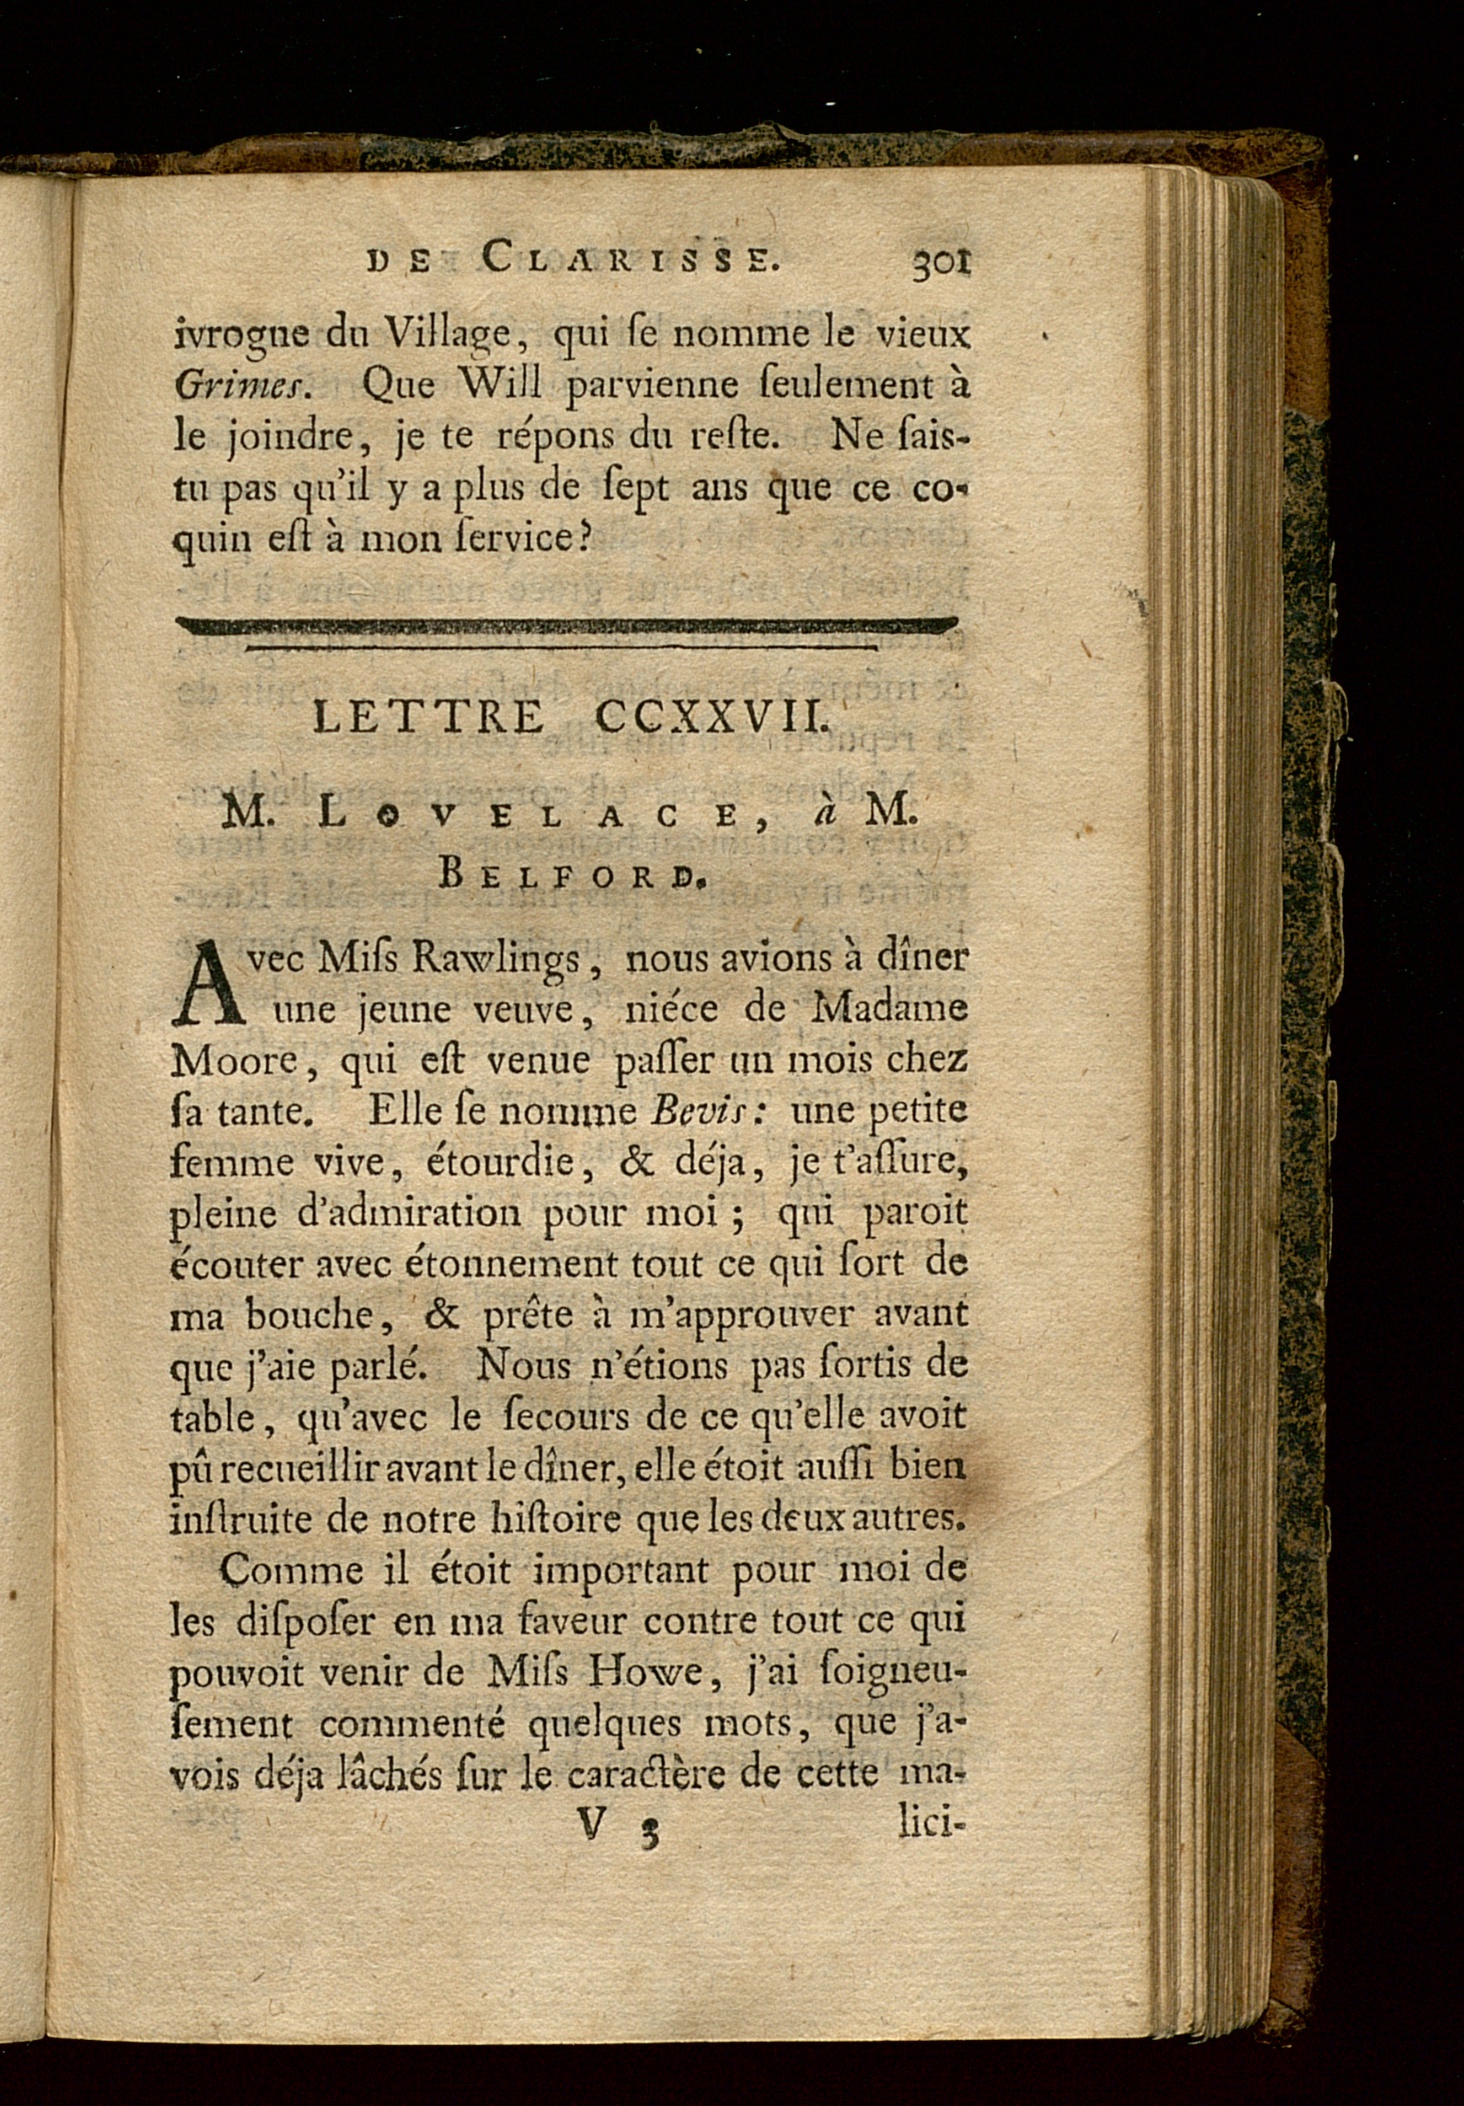 DE CLARISSE. 301
ivrogne du Village, qui ſe nomme le vieux
Grimes. Que Will parvienne ſeulement à
le joindre, je te répons du reſte. Ne ſais-
tu pas qu'il y a plus de ſept ans que ce co-
quin eſt à mon ſervice?
LETTRE CCXXVII.
M. LOVELACE, à M.
BELFORD.
Avec Miſs Rawlings, nous avions à dîner
une jeune veuve, niéce de Madame
Moore, qui eſt venue paſſer un mois chez
ſa tante. Elle ſe nomme Bevis: une petite
femme vive, étourdie, & déja, je t'aſſure,
pleine d'admiration pour moi; qui paroit
écouter avec étonnement tout ce qui ſort de
ma bouche, & prête à m'approuver avant
que j'aie parlé. Nous n'étions pas ſortis de
table, qu'avec le ſecours de ce qu'elle avoit
pû recueillir avant le dîner, elle étoit auſſi bien
inſtruite de notre hiſtoire que les deux autres.
Comme il étoit important pour moi de
les diſpoſer en ma faveur contre tout ce qui
pouvoit venir de Miſs Howe, j'ai ſoigneu-
ſement commenté quelques mots, que j'a-
vois déja lâchés ſur le caractère de cette ma-
V 3 lici-